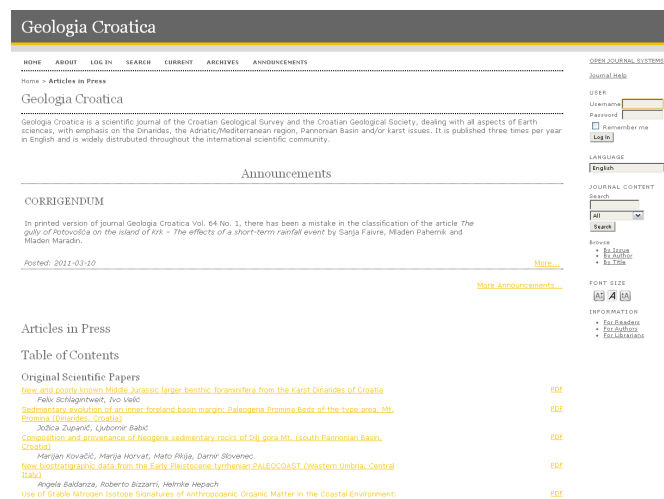 Geologia Croatica
HOME ABOUT LOG IN SEARCH CURRENT ARCHIVES ANNOUNCEMENTS
Home > Articles in Press
Geologia Croatica
Geologia Croatica is a scientific journal of the Croatian Geological Survey and the Croatian Geological Society, dealing with all aspects of Earth
sciences, with emphasis on the Dinarides, the Adriatic/Mediterranean region, Pannonian Basin and/or karst issues. It is published three times per year
in English and is widely distrubuted throughout the international scientific community.
Announcements
CORRIGENDUM
In printed version of journal Geologia Croatica Vol. 64 No. 1, there has been a mistake in the classification of the article The
gully of Potovošća on the island of Krk – The effects of a short-term rainfall event by Sanja Faivre, Mladen Pahernik and
Mladen Maradin.
Posted: 2011-03-10 More...
More Announcements...
Articles in Press
Table of Contents
Original Scientific Papers
New and poorly known Middle Jurassic larger benthic foraminifera from the Karst Dinarides of Croatia PDF
Felix Schlagintweit, Ivo Velić
Sedimentary evolution of an inner foreland basin margin: Paleogene Promina Beds of the type area, Mt. PDF
Promina (Dinarides, Croatia)
Jožica Zupanič, Ljubomir Babić
Composition and provenance of Neogene sedimentary rocks of Dilj gora Mt. (south Pannonian Basin, PDF
Croatia)
Marijan Kovačić, Marija Horvat, Mato Pikija, Damir Slovenec
New biostratigraphic data from the Early Pleistocene tyrrhenian PALEOCOAST (Western Umbria, Central PDF
Italy)
Angela Baldanza, Roberto Bizzarri, Helmke Hepach
Use of Stable Nitrogen Isotope Signatures of Anthropogenic Organic Matter in the Coastal Environment: PDF
OPEN JOURNAL SYSTEMS
Journal Help
USER
Username
Password
Remember me
Log In
LANGUAGE
English
JOURNAL CONTENT
Search
All
Search
Browse
By Issue
By Author
By Title
FONT SIZE
INFORMATION
For Readers
For Authors
For Librarians